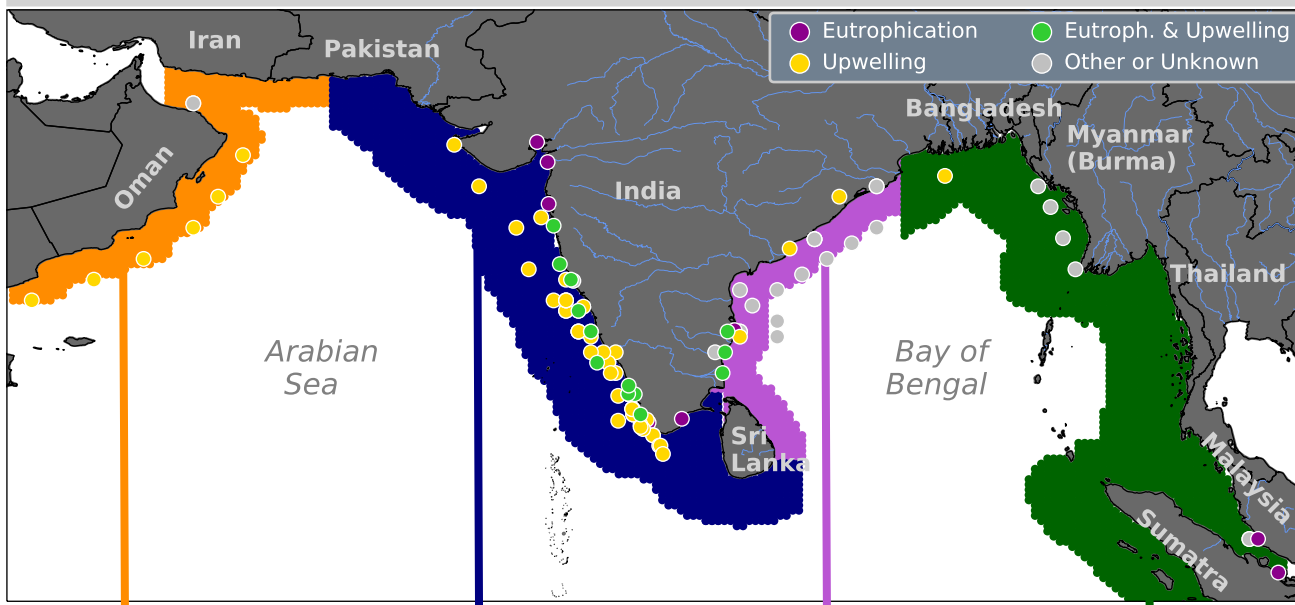 Eutrophication
Eutroph. & Upwelling
Upwelling
Other or Unknown
Iran
Pakistan
Bangladesh
Myanmar
(Burma)
Oman
India
Thailand
Arabian
Sea
Bay of
Bengal
Sri
Lanka
Malaysia
Sumatra